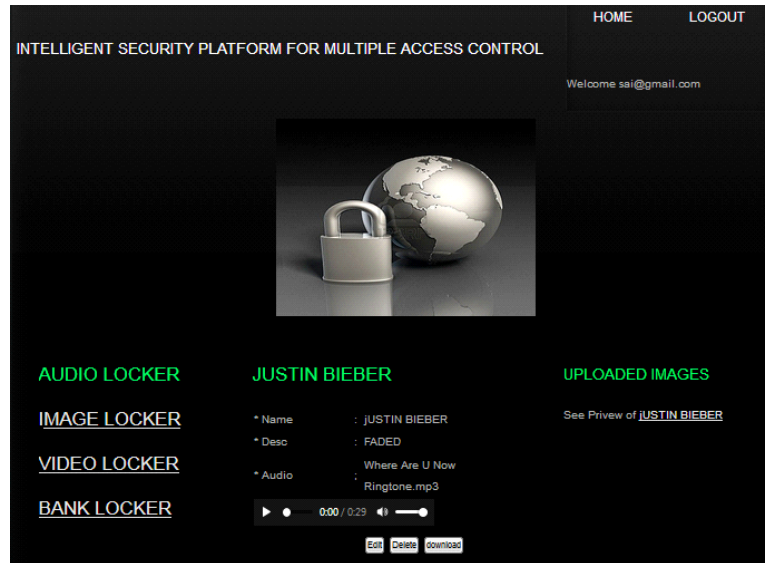 HOME LOGOUT
INTELLIGENT SECURITY PLATFORM FOR MULTIPLE ACCESS CONTROL
Welcome sai@gmail.com
AUDIO LOCKER
IMAGE LOCKER
VIDEO LOCKER
BANK LOCKER
JUSTIN BIEBER
* Name : jUSTIN BIEBER
* Desc : FADED
* Audio : Where Are U Now
Ringtone.mp3
0:00 / 0:29
Edit Delete download
UPLOADED IMAGES
See Privew of jUSTIN BIEBER